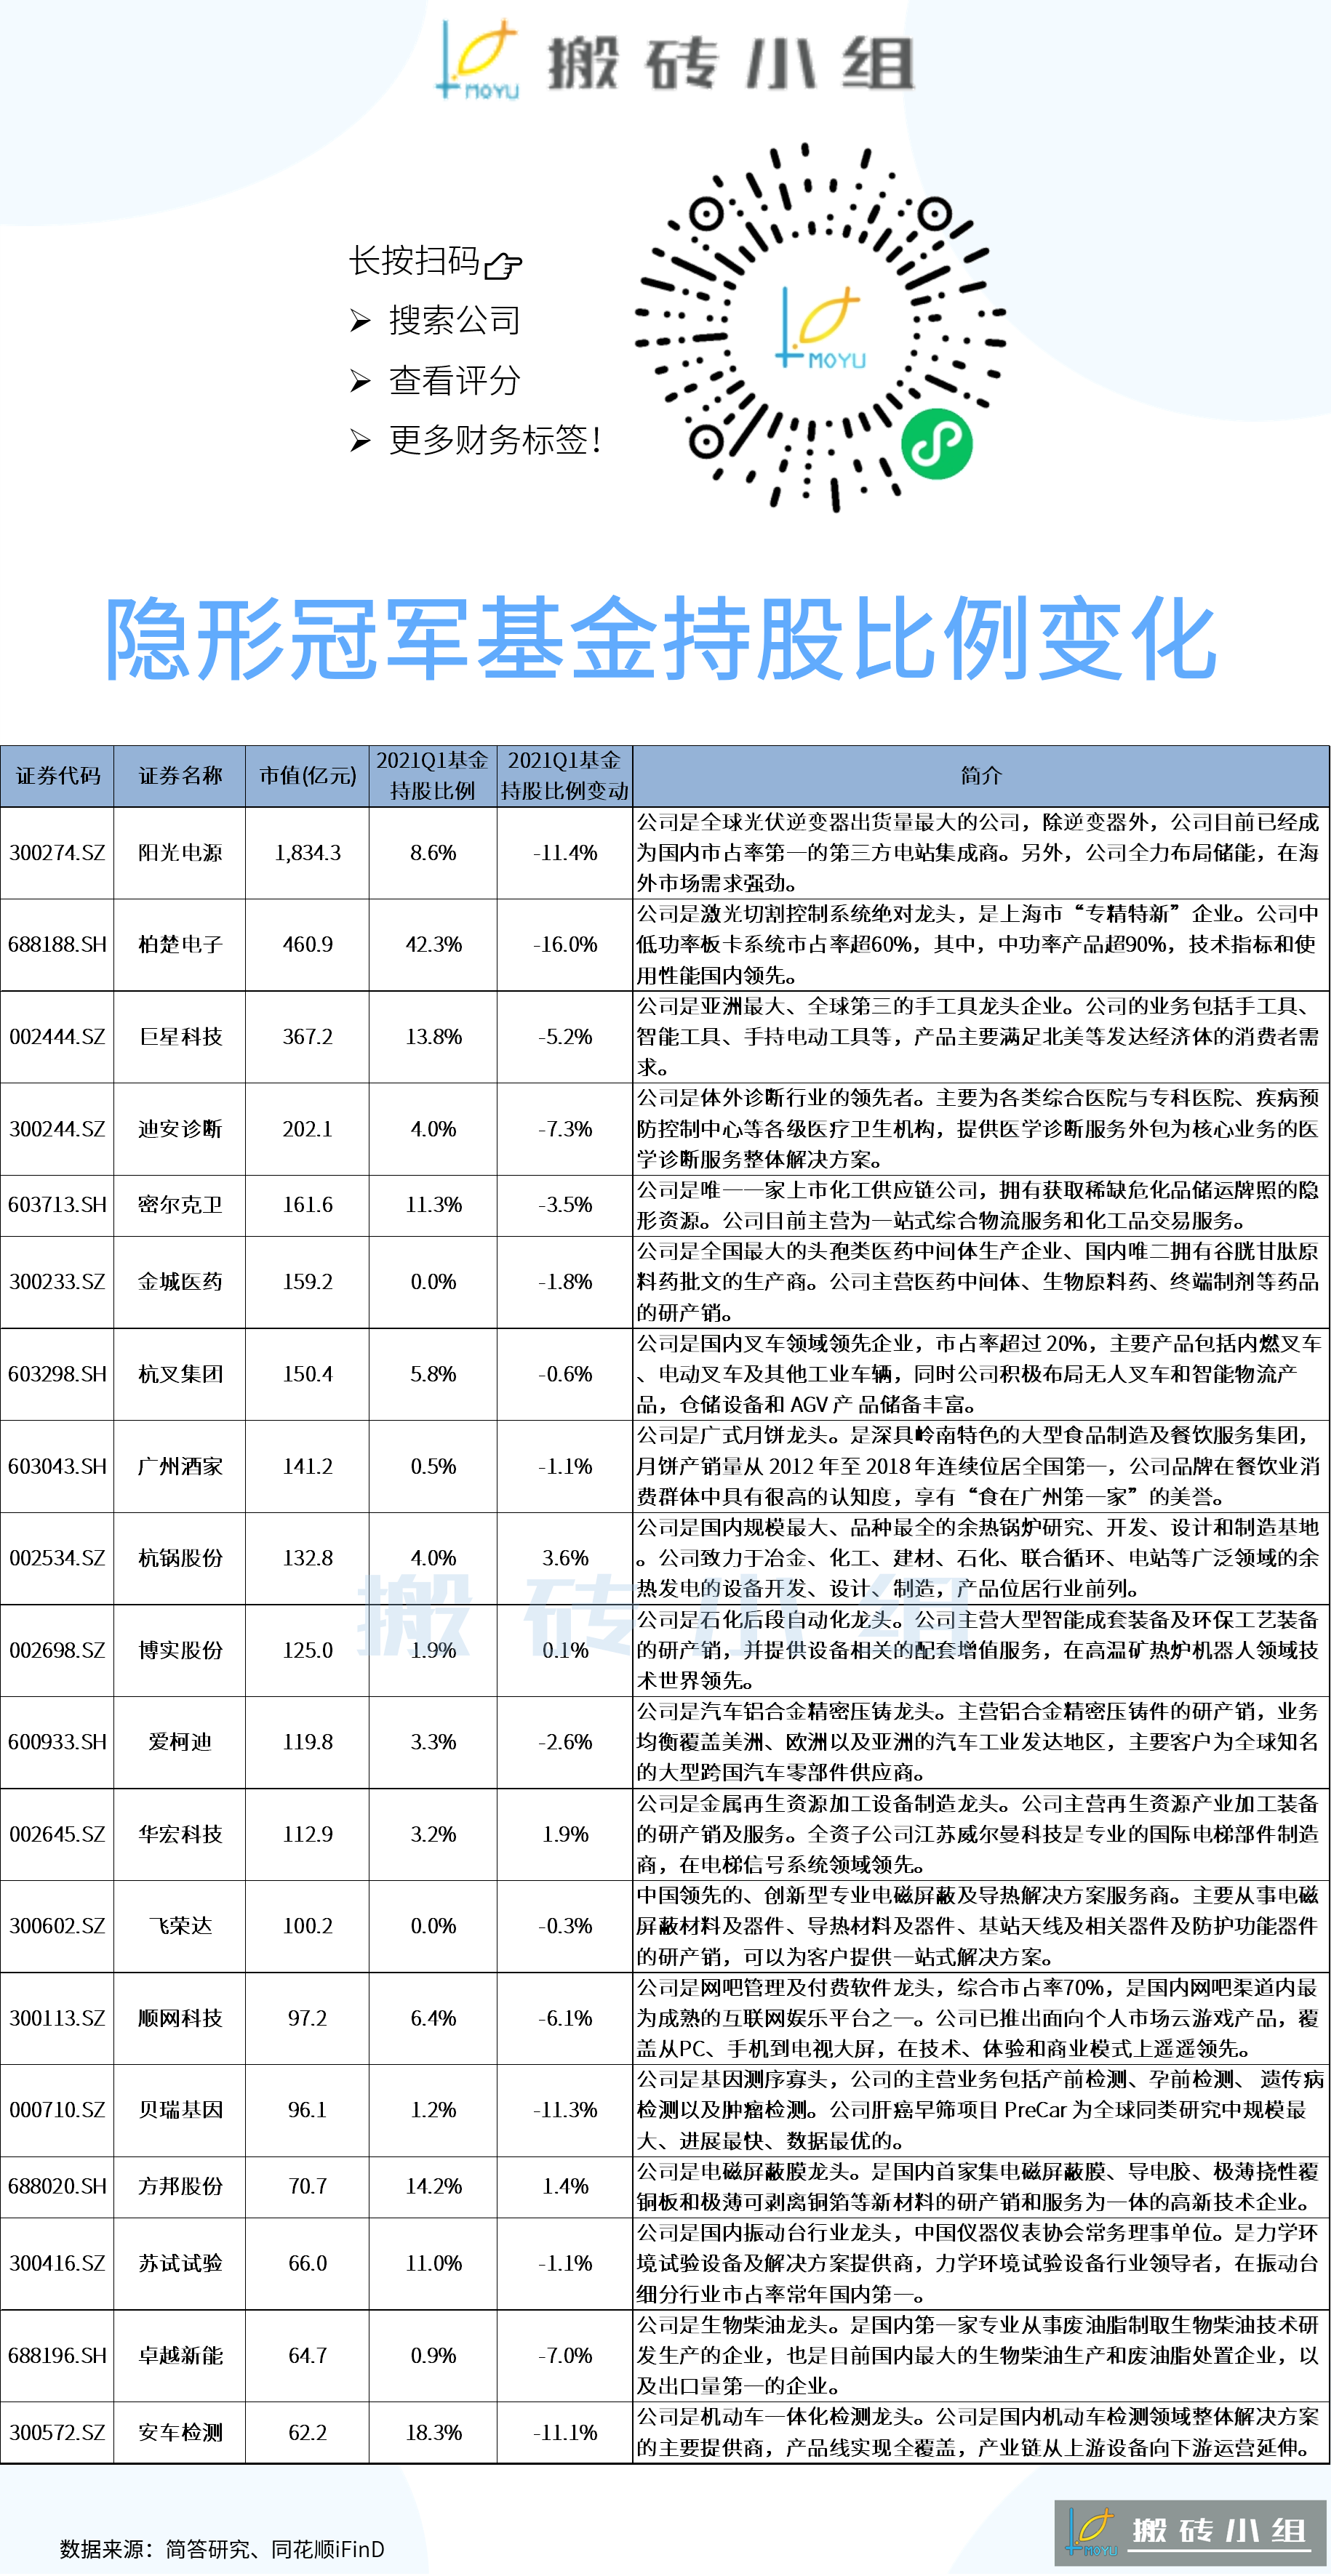 MOYU 搬砖小组
长按扫码
搜索公司
查看评分
更多财务标签！
MOYU
隐形冠军基金持股比例变化
证券代码 证券名称 市值(亿元) 2021Q1基金持股比例 2021Q1基金持股比例变动 简介
300274.SZ 阳光电源 1,834.3 8.6% -11.4%
公司是全球光伏逆变器出货量最大的公司，除逆变器外，公司目前已经成
为国内市占率第一的第三方电站集成商。另外，公司全力布局储能，在海
外市场需求强劲。
688188.SH 柏楚电子 460.9 42.3% -16.0%
公司是激光切割控制系统绝对龙头，是上海市“专精特新”企业。公司中
低功率板卡系统市占率超60%，其中，中功率产品超90%，技术指标和使
用性能国内领先。
002444.SZ 巨星科技 367.2 13.8% -5.2%
公司是亚洲最大、全球第三的手工具龙头企业。公司的业务包括手工具、
智能工具、手持电动工具等，产品主要满足北美等发达经济体的消费者需
求。
300244.SZ 迪安诊断 202.1 4.0% -7.3%
公司是体外诊断行业的领先者。主要为各类综合医院与专科医院、疾病预
防控制中心等各级医疗卫生机构，提供医学诊断服务外包为核心业务的医
学诊断服务整体解决方案。
603713.SH 密尔克卫 161.6 11.3% -3.5%
公司是唯一一家上市化工供应链公司，拥有获取稀缺危化品储运牌照的隐
形资源。公司目前主营为一站式综合物流服务和化工品交易服务。
300233.SZ 金城医药 159.2 0.0% -1.8%
公司是全国最大的头孢类医药中间体生产企业、国内唯二拥有谷胱甘肽原
料药批文的生产商。公司主营医药中间体、生物原料药、终端制剂等药品
的研产销。
603298.SH 杭叉集团 150.4 5.8% -0.6%
公司是国内叉车领域领先企业，市占率超过 20%，主要产品包括内燃叉车
、电动叉车及其他工业车辆，同时公司积极布局无人叉车和智能物流产
品，仓储设备和 AGV 产 品储备丰富。
603043.SH 广州酒家 141.2 0.5% -1.1%
公司是广式月饼龙头。是深具岭南特色的大型食品制造及餐饮服务集团，
月饼产销量从 2012 年至 2018 年连续位居全国第一，公司品牌在餐饮业消
费群体中具有很高的认知度，享有“食在广州第一家”的美誉。
002534.SZ 杭锅股份 132.8 4.0% 3.6%
公司是国内规模最大、品种最全的余热锅炉研究、开发、设计和制造基地
。公司致力于冶金、化工、建材、石化、联合循环、电站等广泛领域的余
热发电的设备开发、设计、制造，产品位居行业前列。
搬砖小组
002698.SZ 博实股份 125.0 1.9% 0.1%
公司是石化后段自动化龙头。公司主营大型智能成套装备及环保工艺装备
的研产销，并提供设备相关的配套增值服务，在高温矿热炉机器人领域技
术世界领先。
600933.SH 爱柯迪 119.8 3.3% -2.6%
公司是汽车铝合金精密压铸龙头。主营铝合金精密压铸件的研产销，业务
均衡覆盖美洲、欧洲以及亚洲的汽车工业发达地区，主要客户为全球知名
的大型跨国汽车零部件供应商。
002645.SZ 华宏科技 112.9 3.2% 1.9%
公司是金属再生资源加工设备制造龙头。公司主营再生资源产业加工装备
的研产销及服务。全资子公司江苏威尔曼科技是专业的国际电梯部件制造
商，在电梯信号系统领域领先。
300602.SZ 飞荣达 100.2 0.0% -0.3%
中国领先的、创新型专业电磁屏蔽及导热解决方案服务商。主要从事电磁
屏蔽材料及器件、导热材料及器件、基站天线及相关器件及防护功能器件
的研产销，可以为客户提供一站式解决方案。
300113.SZ 顺网科技 97.2 6.4% -6.1%
公司是网吧管理及付费软件龙头，综合市占率70%，是国内网吧渠道内最
为成熟的互联网娱乐平台之一。公司已推出面向个人市场云游戏产品，覆
盖从PC、手机到电视大屏，在技术、体验和商业模式上遥遥领先。
000710.SZ 贝瑞基因 96.1 1.2% -11.3%
公司是基因测序寡头，公司的主营业务包括产前检测、孕前检测、 遗传病
检测以及肿瘤检测。公司肝癌早筛项目 PreCar 为全球同类研究中规模最
大、进展最快、数据最优的。
688020.SH 方邦股份 70.7 14.2% 1.4%
公司是电磁屏蔽膜龙头。是国内首家集电磁屏蔽膜、导电胶、极薄挠性覆
铜板和极薄可剥离铜箔等新材料的研产销和服务为一体的高新技术企业。
300416.SZ 苏试试验 66.0 11.0% -1.1%
公司是国内振动台行业龙头，中国仪器仪表协会常务理事单位。是力学环
境试验设备及解决方案提供商，力学环境试验设备行业领导者，在振动台
细分行业市占率常年国内第一。
688196.SH 卓越新能 64.7 0.9% -7.0%
公司是生物柴油龙头。是国内第一家专业从事废油脂制取生物柴油技术研
发生产的企业，也是目前国内最大的生物柴油生产和废油脂处置企业，以
及出口量第一的企业。
300572.SZ 安车检测 62.2 18.3% -11.1%
公司是机动车一体化检测龙头。公司是国内机动车检测领域整体解决方案
的主要提供商，产品线实现全覆盖，产业链从上游设备向下游运营延伸。
数据来源：简答研究、同花顺iFinD
MOYU 搬砖小组